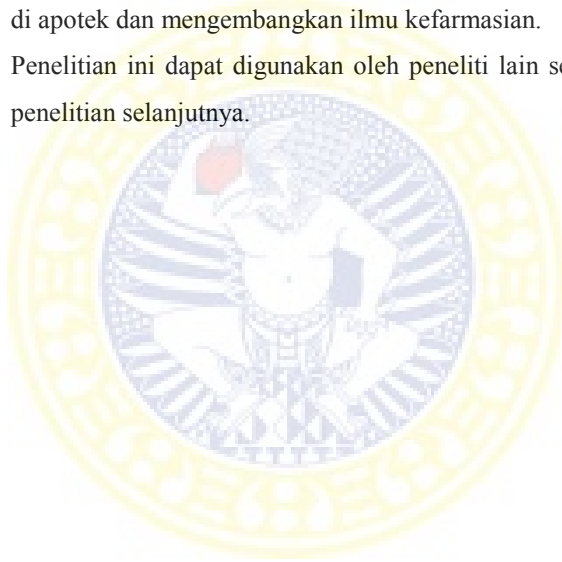 di apotek dan mengembangkan ilmu kefarmasian.
Penelitian ini dapat digunakan oleh peneliti lain
penelitian selanjutnya.